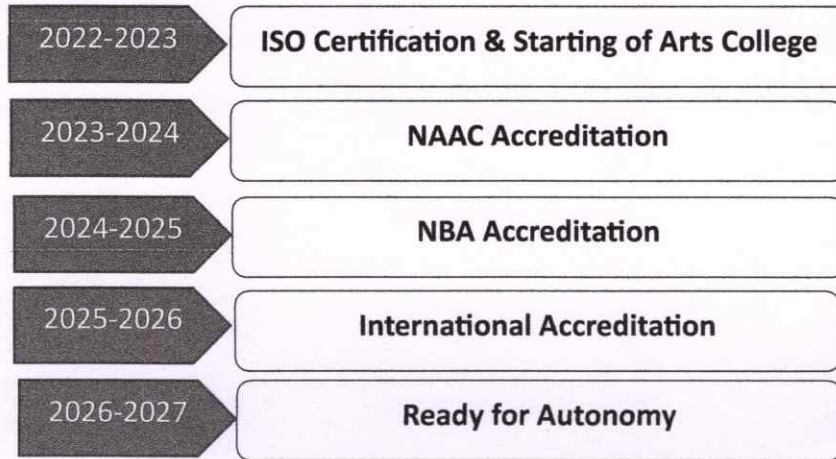 2022-2023 ISO Certification & Starting of Arts College
2023-2024 NAAC Accreditation
2024-2025 NBA Accreditation
2025-2026 International Accreditation
2026-2027 Ready for Autonomy